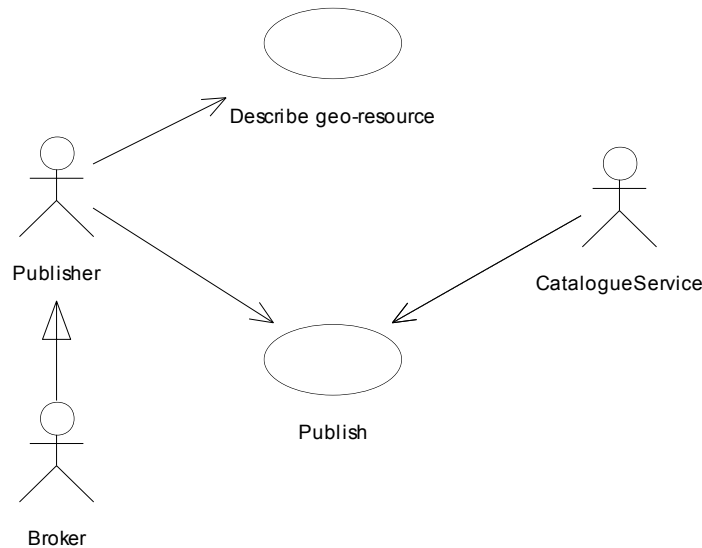 Describe geo-resource
Publisher
CatalogueService
Publish
Broker